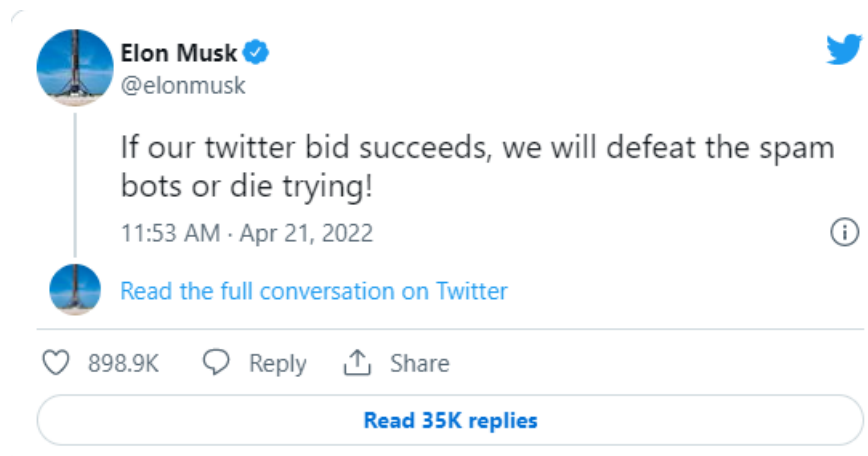 Elon Musk
@elonmusk
If our twitter bid succeeds, we will defeat the spam
bots or die trying!
11:53 AM · Apr 21, 2022
Read the full conversation on Twitter
898.9K Reply Share
Read 35K replies